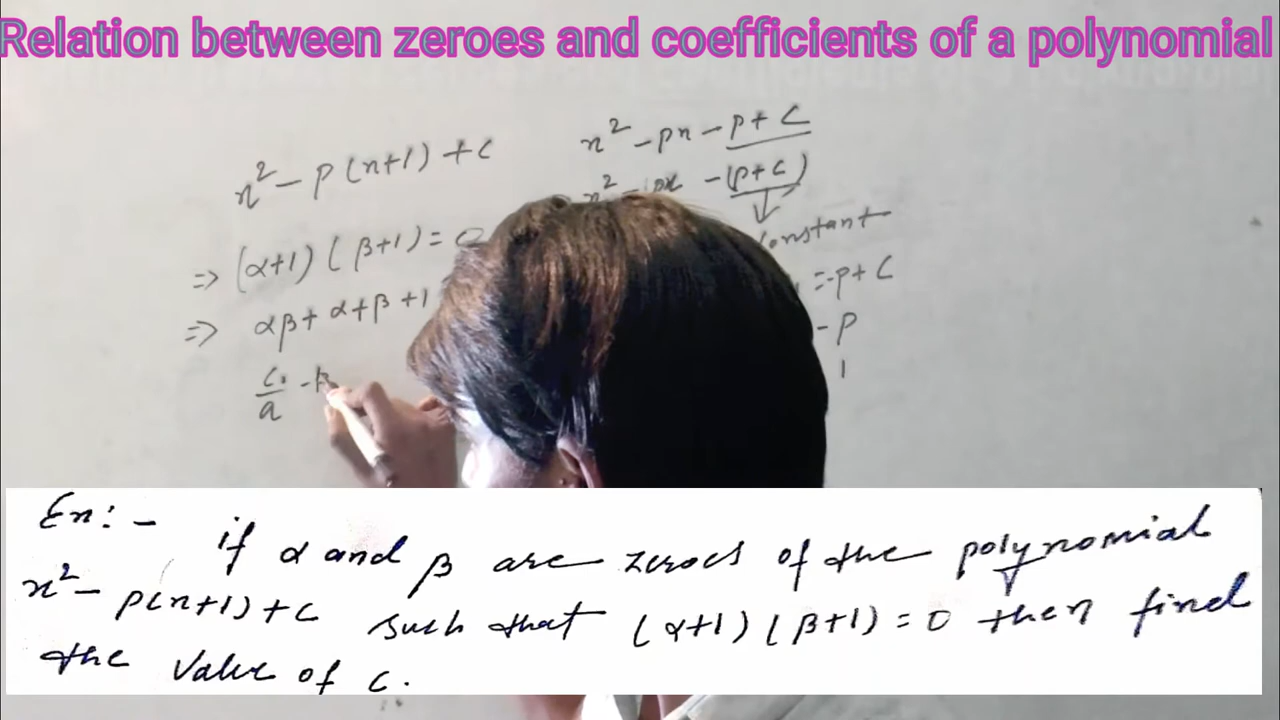 Relation between zeroes and coefficients of a polynomial
x² - p(x+1) + c
=> (α+1) (β+1) = 0
=> αβ + α+β +1
c/a -
x² - px - p + c
x² - px - (p+c)
constant
= -p + c
- p
1
Ex: - if α and β are zeroes of the polynomial
x² - p(x+1) + c such that (α+1) (β+1) = 0 then find
the value of c.